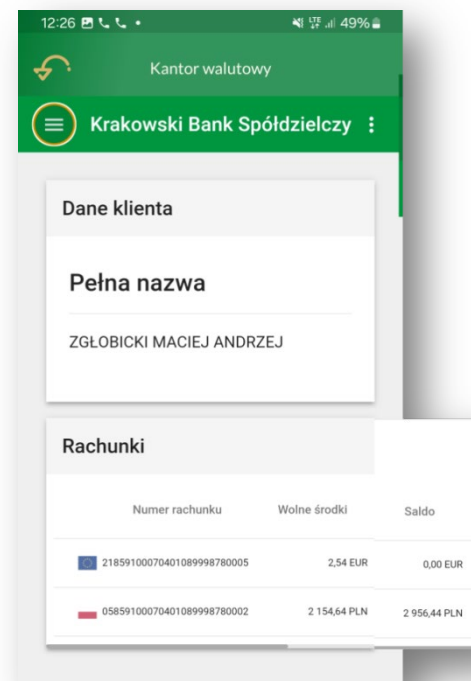 12:26 LTE 49%
Kantor walutowy
Krakowski Bank Spółdzielczy
Dane klienta
Pełna nazwa
ZGŁOBICKI MACIEJ ANDRZEJ
Rachunki
Numer rachunku Wolne środki Saldo
21859100070401089998780005 2,54 EUR 0,00 EUR
05859100070401089998780002 2 154,64 PLN 2 956,44 PLN